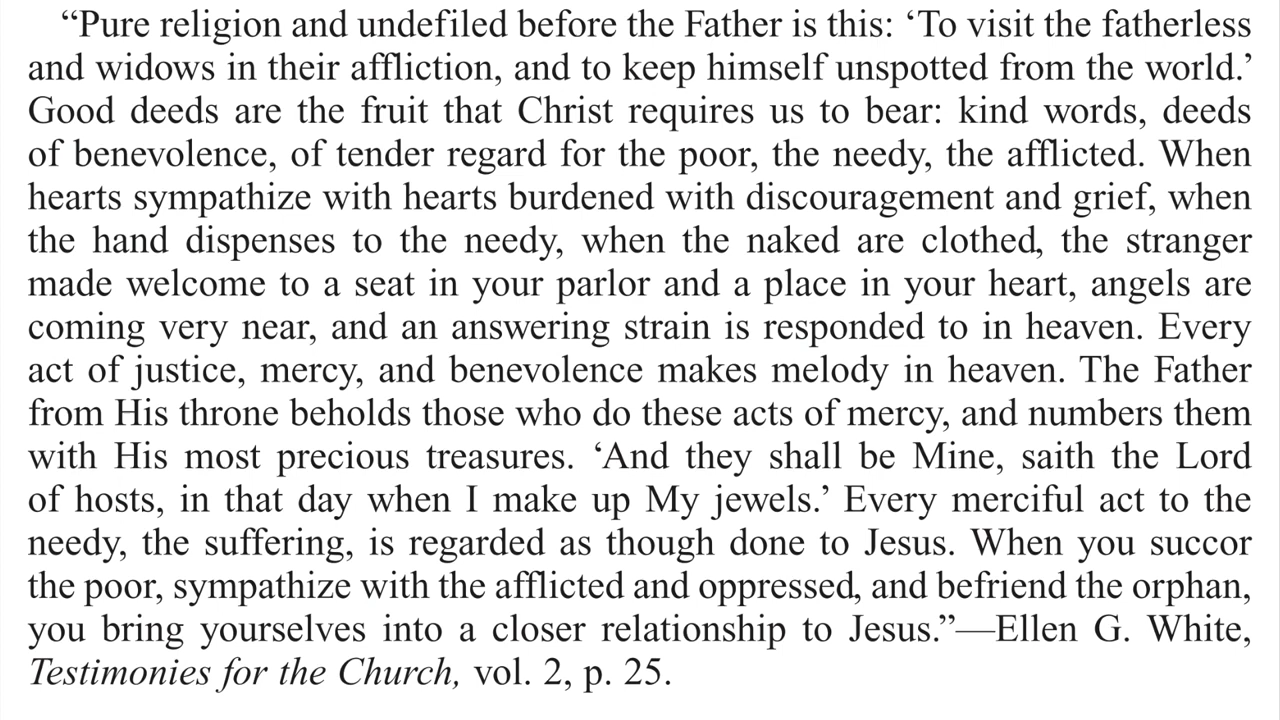 “Pure religion and undefiled before the Father is this: ‘To visit the fatherless
and widows in their affliction, and to keep himself unspotted from the world.’
Good deeds are the fruit that Christ requires us to bear: kind words, deeds
of benevolence, of tender regard for the poor, the needy, the afflicted. When
hearts sympathize with hearts burdened with discouragement and grief, when
the hand dispenses to the needy, when the naked are clothed, the stranger
made welcome to a seat in your parlor and a place in your heart, angels are
coming very near, and an answering strain is responded to in heaven. Every
act of justice, mercy, and benevolence makes melody in heaven. The Father
from His throne beholds those who do these acts of mercy, and numbers them
with His most precious treasures. ‘And they shall be Mine, saith the Lord
of hosts, in that day when I make up My jewels.’ Every merciful act to the
needy, the suffering, is regarded as though done to Jesus. When you succor
the poor, sympathize with the afflicted and oppressed, and befriend the orphan,
you bring yourselves into a closer relationship to Jesus.”—Ellen G. White,
Testimonies for the Church, vol. 2, p. 25.